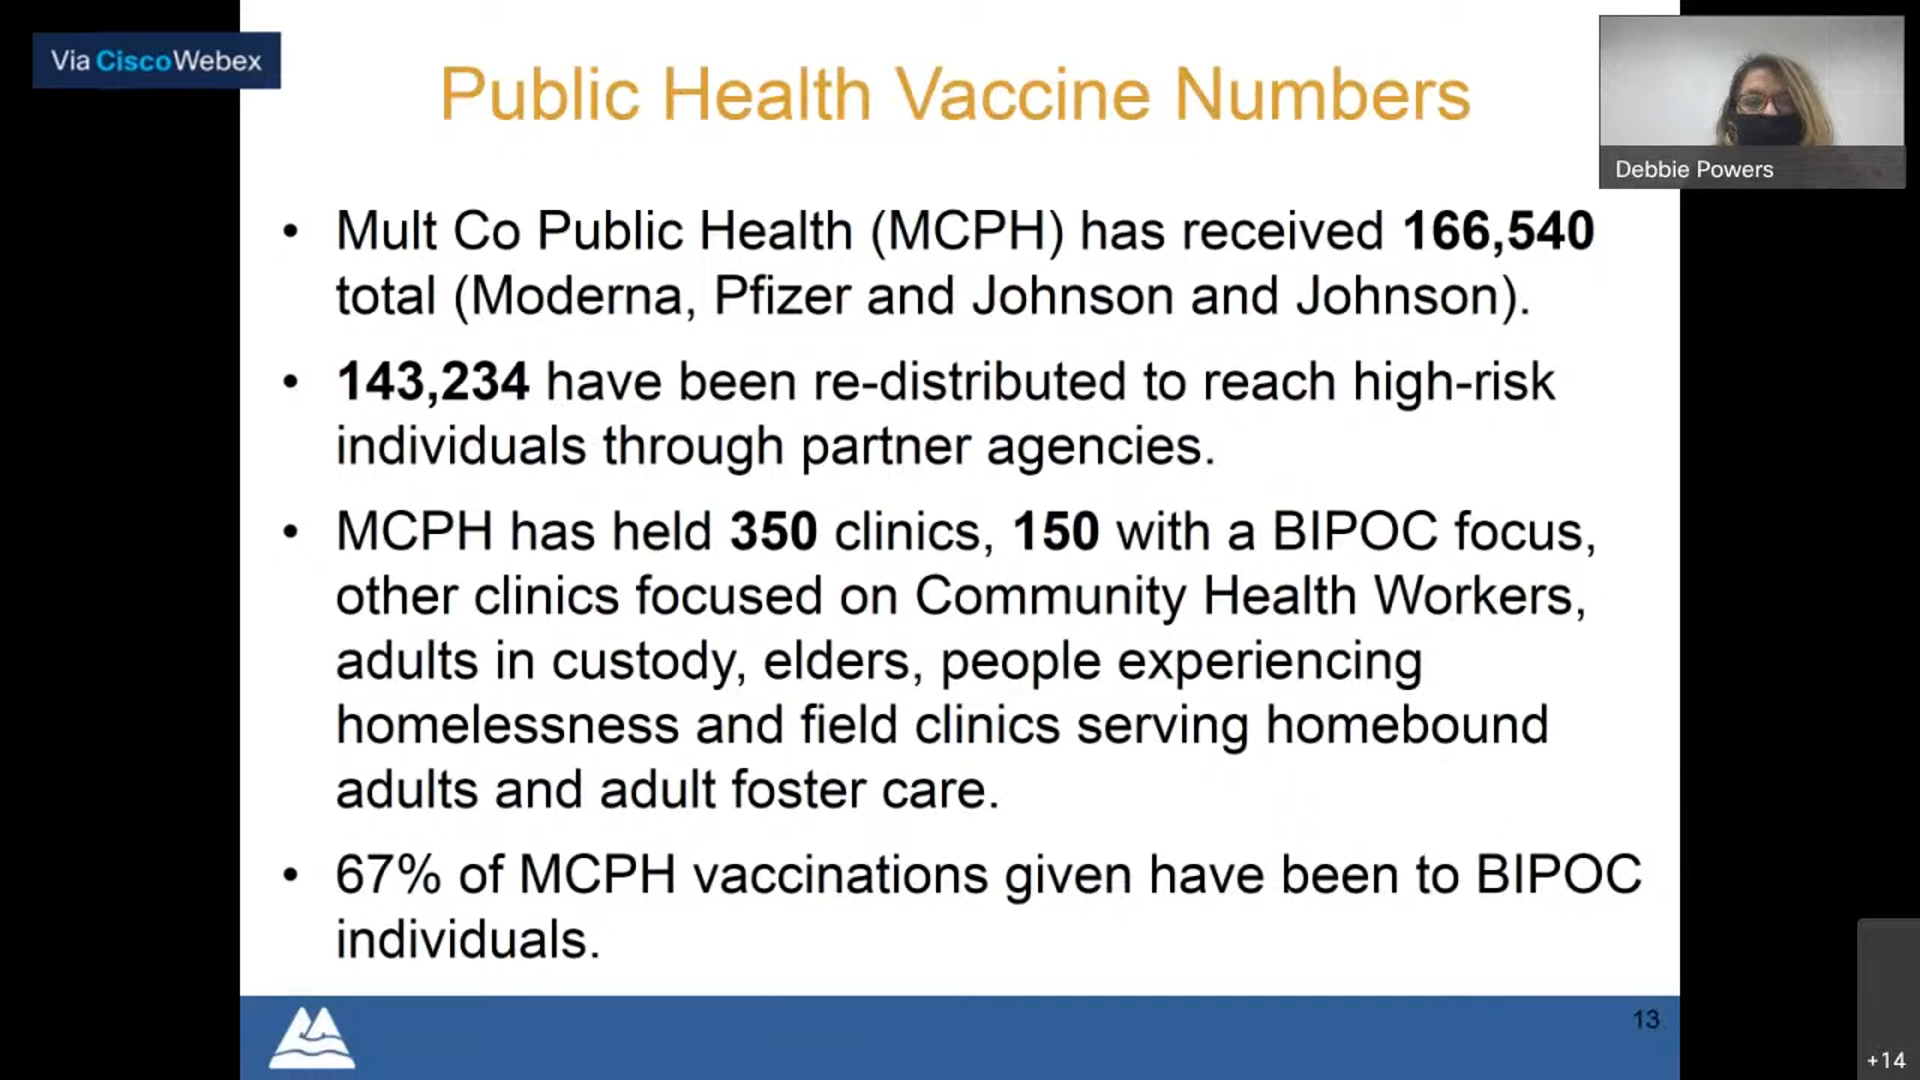 Via CiscoWebex
Public Health Vaccine Numbers
Debbie Powers
• Mult Co Public Health (MCPH) has received 166,540
total (Moderna, Pfizer and Johnson and Johnson).
• 143,234 have been re-distributed to reach high-risk
individuals through partner agencies.
• MCPH has held 350 clinics, 150 with a BIPOC focus,
other clinics focused on Community Health Workers,
adults in custody, elders, people experiencing
homelessness and field clinics serving homebound
adults and adult foster care.
• 67% of MCPH vaccinations given have been to BIPOC
individuals.
13
+14